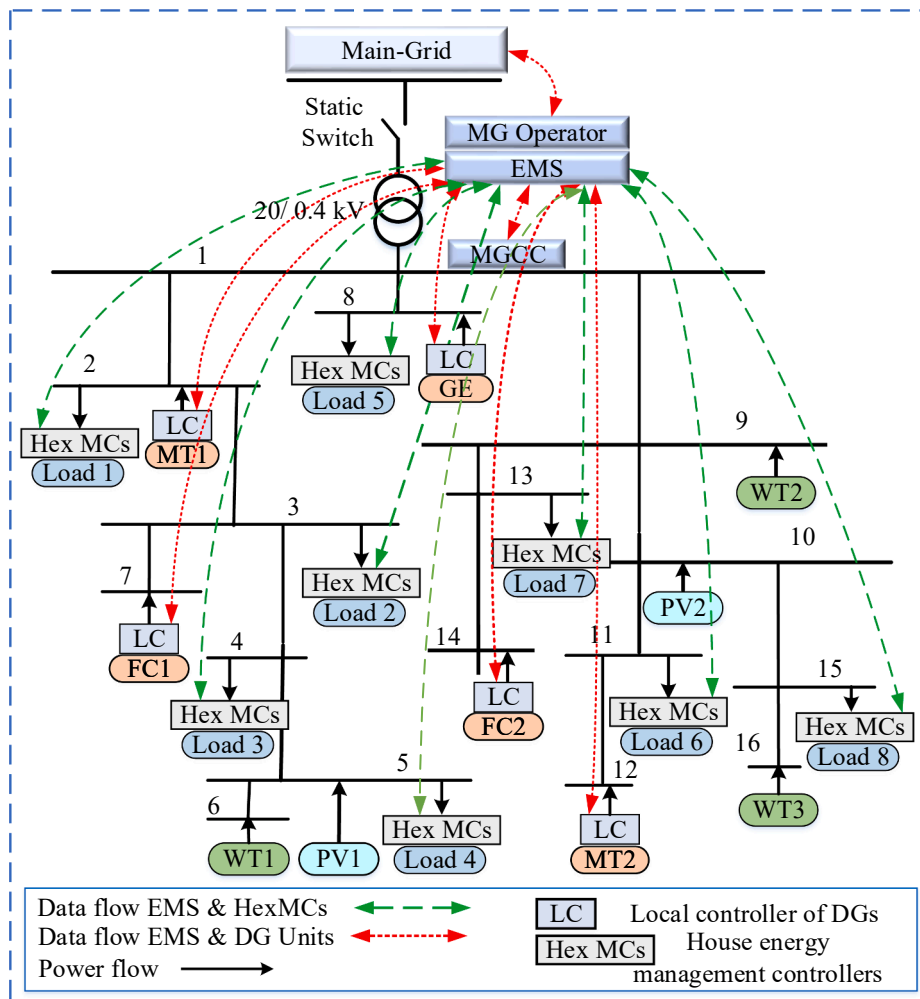 Main-Grid
Static
Switch
MG Operator
EMS
20/ 0.4 kV
MGCC
1
8
LC
GE
Hex MCs
Load 5
2
LC
MT1
Hex MCs
Load 1
9
WT2
13
Hex MCs
Load 7
3
Hex MCs
Load 2
10
PV2
7
LC
FC1
4
Hex MCs
Load 3
14
LC
FC2
11
Hex MCs
Load 6
15
Hex MCs
Load 8
16
WT3
5
6
WT1
PV1
Hex MCs
Load 4
12
LC
MT2
Data flow EMS & HexMCs
Data flow EMS & DG Units
Power flow
LC
Local controller of DGs
Hex MCs
House energy
management controllers